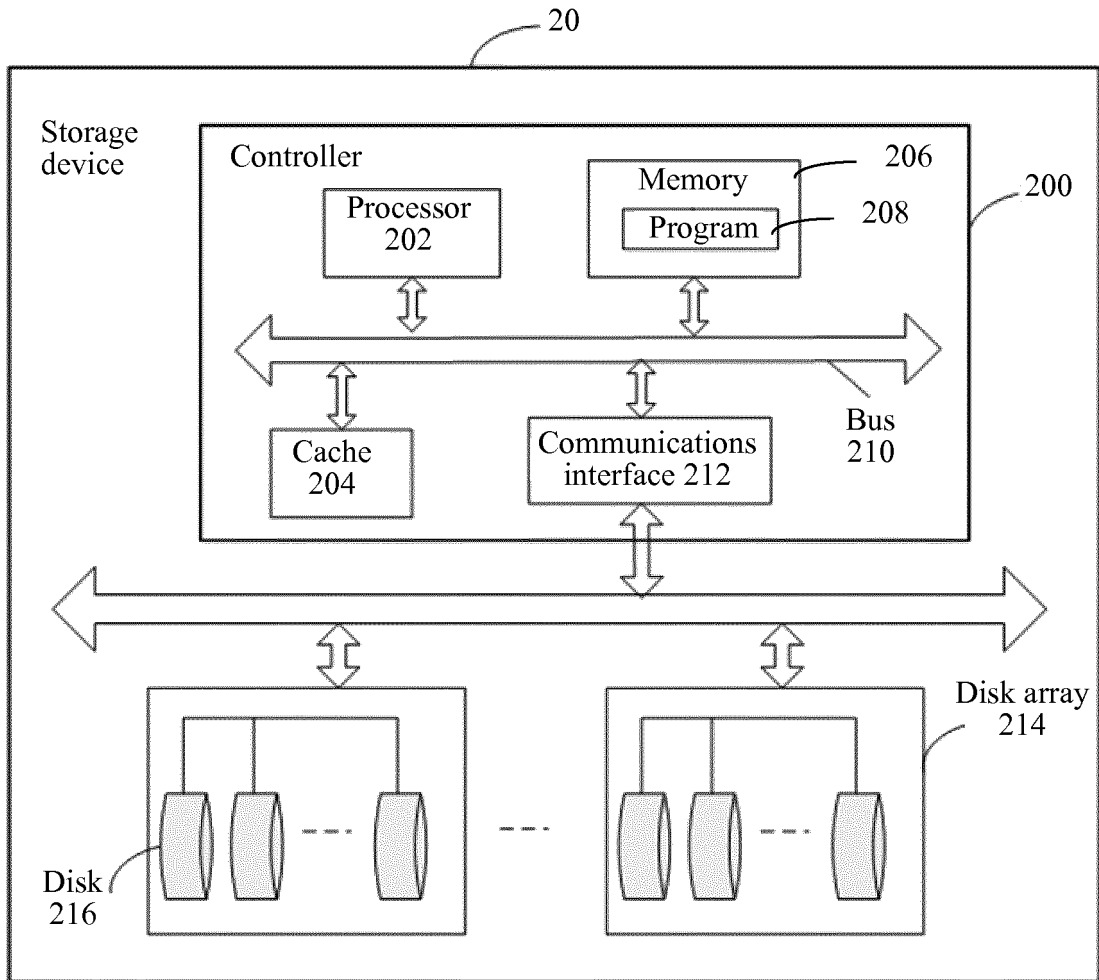 20
Storage
device
Controller
206
Memory
200
Processor
202
208
Program
Bus
210
Cache
204
Communications
interface 212
Disk array
214
Disk
216